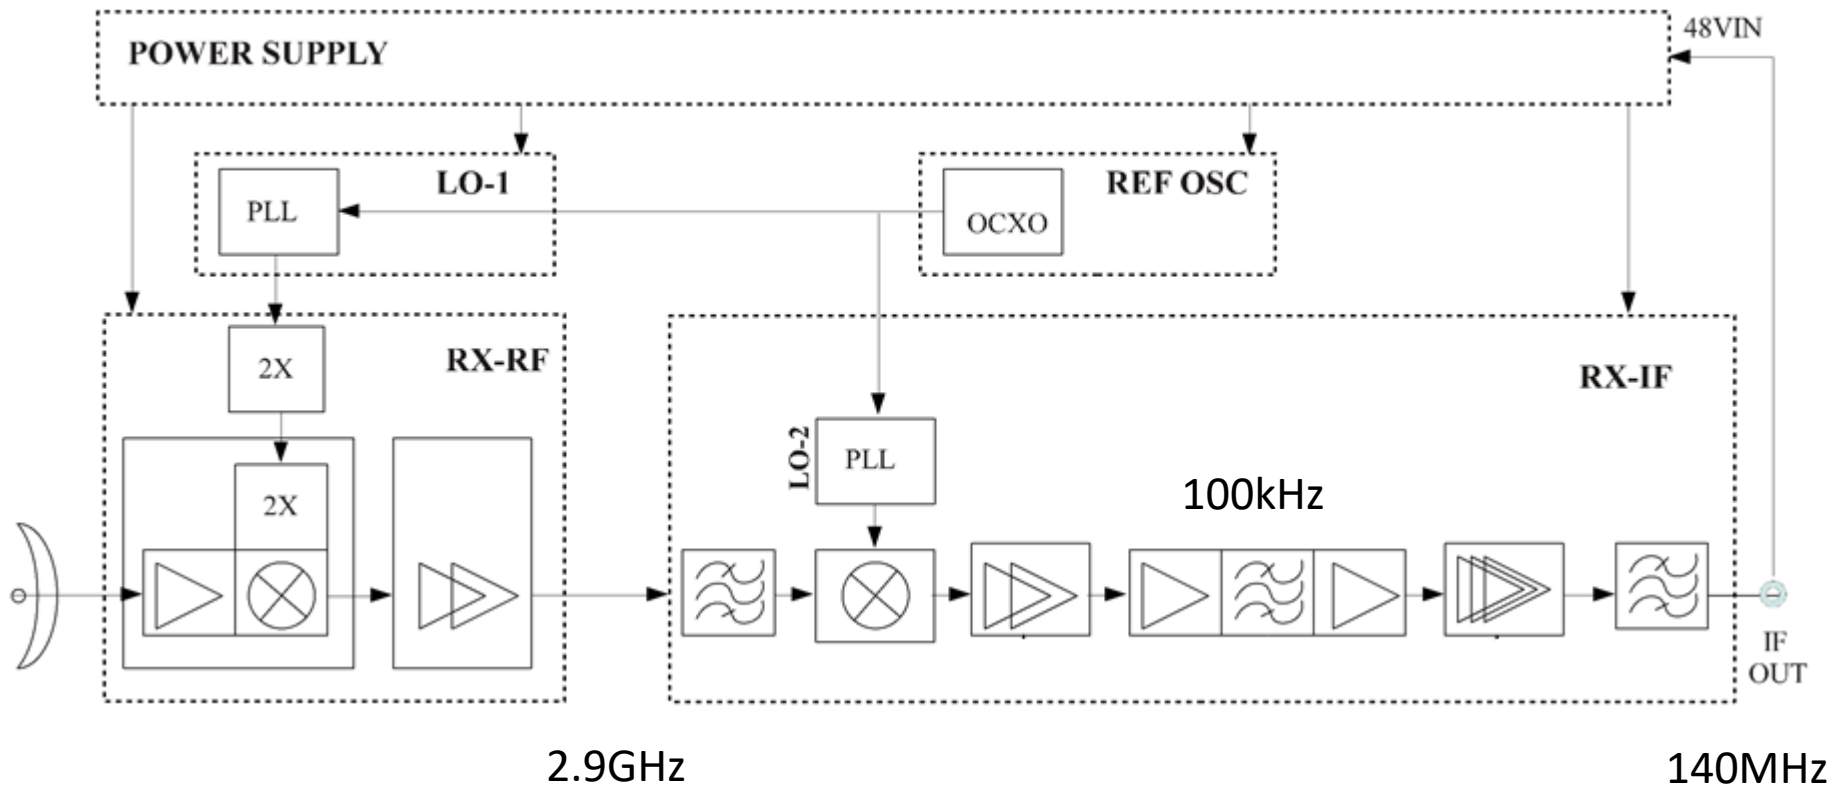 48VIN
POWER SUPPLY
LO-1
REF OSC
PLL
OCXO
RX-RF
2X
RX-IF
LO-2
PLL
2X
100kHz
IF
OUT
2.9GHz
140MHz